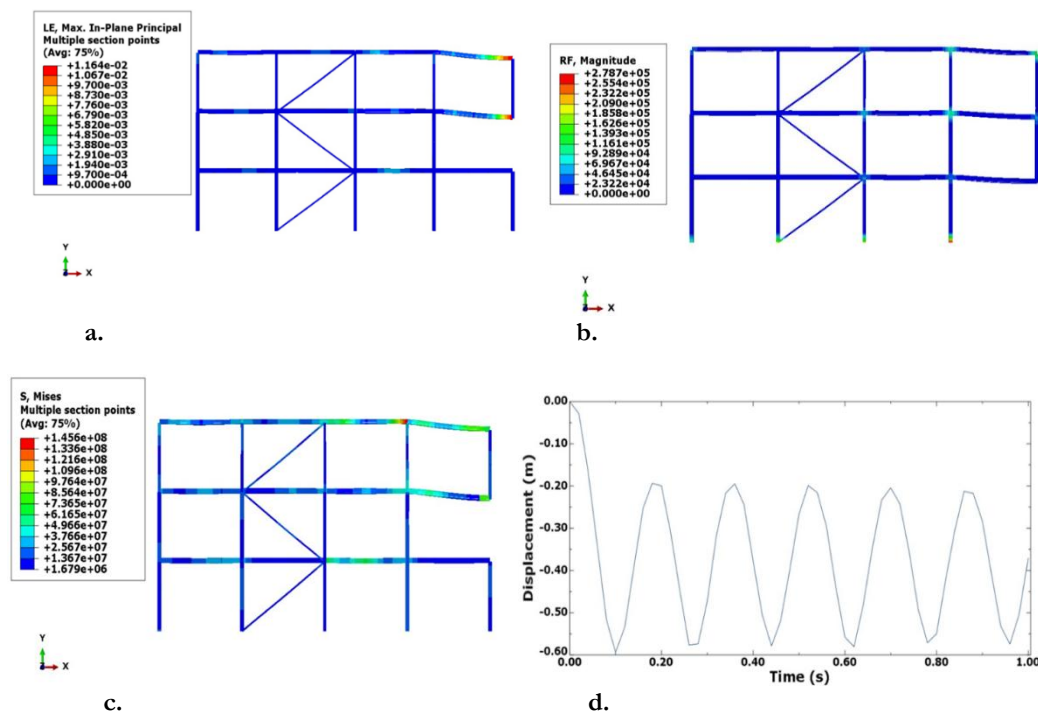 LE, Max. In-Plane Principal
Multiple section points
(Avg: 75%)
+1.164e-02
+1.067e-02
+9.700e-03
+8.730e-03
+7.760e-03
+6.790e-03
+5.820e-03
+4.850e-03
+3.880e-03
+2.910e-03
+1.940e-03
+9.700e-04
+0.000e+00
Y
Z
X
a.
RF, Magnitude
+2.787e+05
+2.554e+05
+2.322e+05
+2.090e+05
+1.858e+05
+1.626e+05
+1.393e+05
+1.161e+05
+9.289e+04
+6.967e+04
+4.645e+04
+2.322e+04
+0.000e+00
Y
Z
X
b.
S, Mises
Multiple section points
(Avg: 75%)
+1.456e+08
+1.336e+08
+1.216e+08
+1.096e+08
+9.764e+07
+8.564e+07
+7.365e+07
+6.165e+07
+4.966e+07
+3.766e+07
+2.567e+07
+1.367e+07
+1.679e+06
Y
Z
X
c.
Displacement (m)
0.00
-0.10
-0.20
-0.30
-0.40
-0.50
-0.60
0.00 0.20 0.40 0.60 0.80 1.00
Time (s)
d.